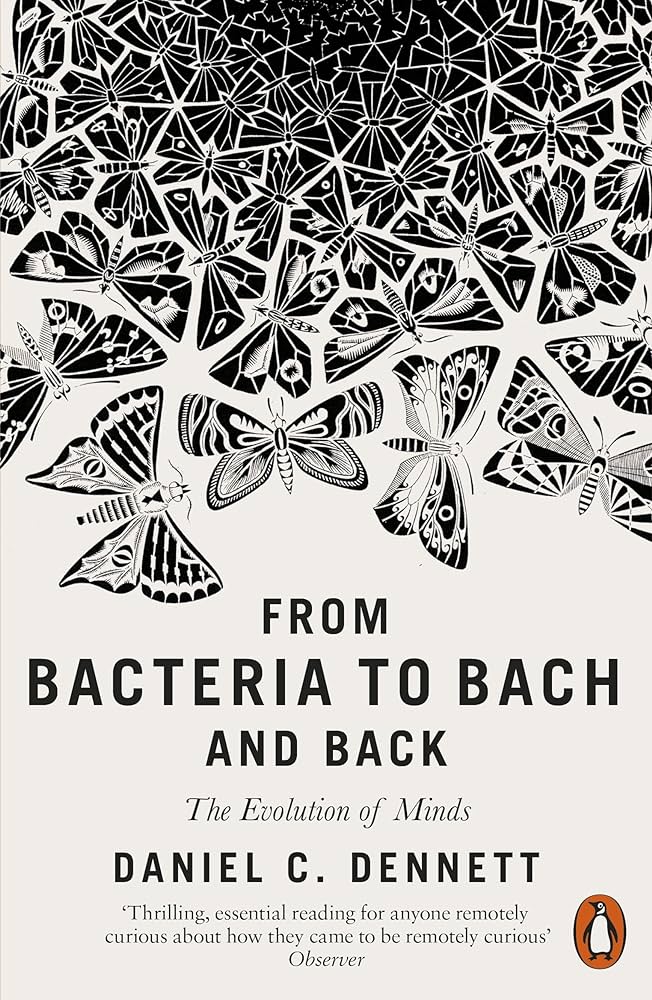 FROM
BACTERIA TO BACH
AND BACK
The Evolution of Minds
DANIEL C. DENNETT
‘Thrilling, essential reading for anyone remotely
curious about how they came to be remotely curious’
Observer